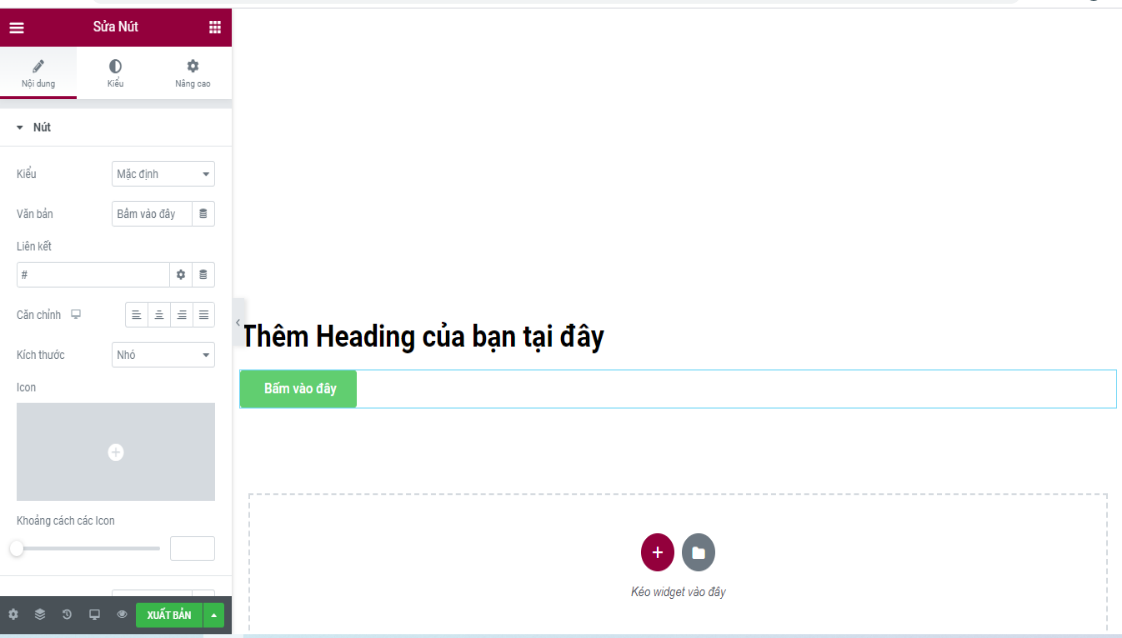 Sửa Nút
Nội dung
Kiểu
Nâng cao
Nút
Kiểu
Mặc định
Văn bản
Bấm vào đây
Liên kết
#
Căn chỉnh
Kích thước
Nhỏ
Icon
Khoảng cách các Icon
XUẤT BẢN
Thêm Heading của bạn tại đây
Bấm vào đây
Kéo widget vào đây